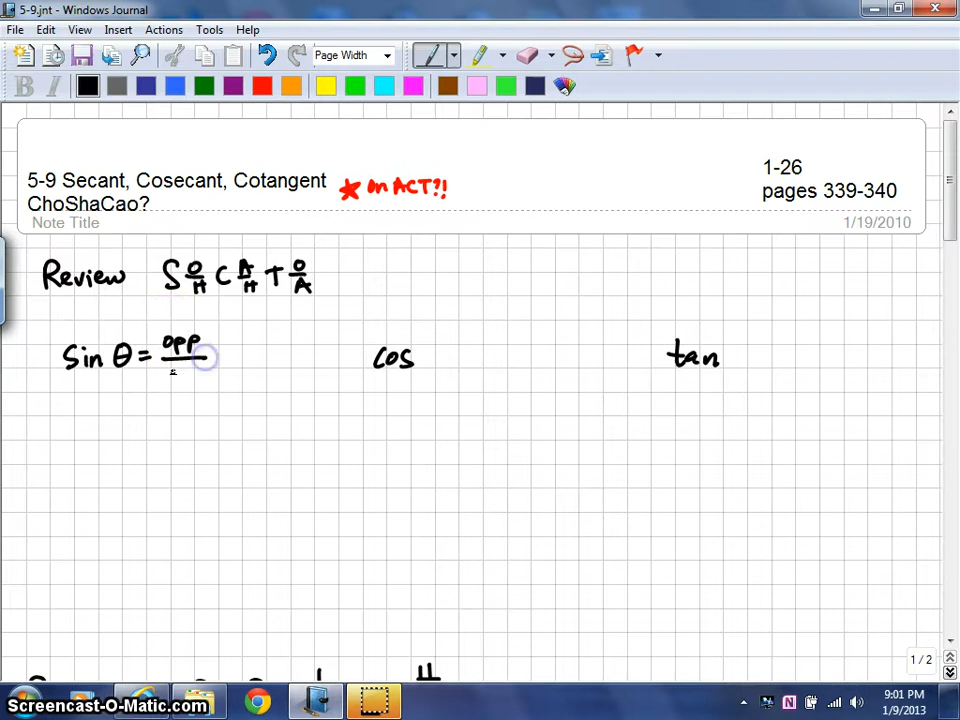 5-9.jnt - Windows Journal
File Edit View Insert Actions Tools Help
Page Width
B I
5-9 Secant, Cosecant, Cotangent
ChoShaCao?
* on ACT?!
1-26
pages 339-340
Note Title
1/19/2010
Review S O/H C A/H T O/A
Sin θ = opp
cos
tan
1 / 2
Screencast-O-Matic.com
9:01 PM
1/9/2013